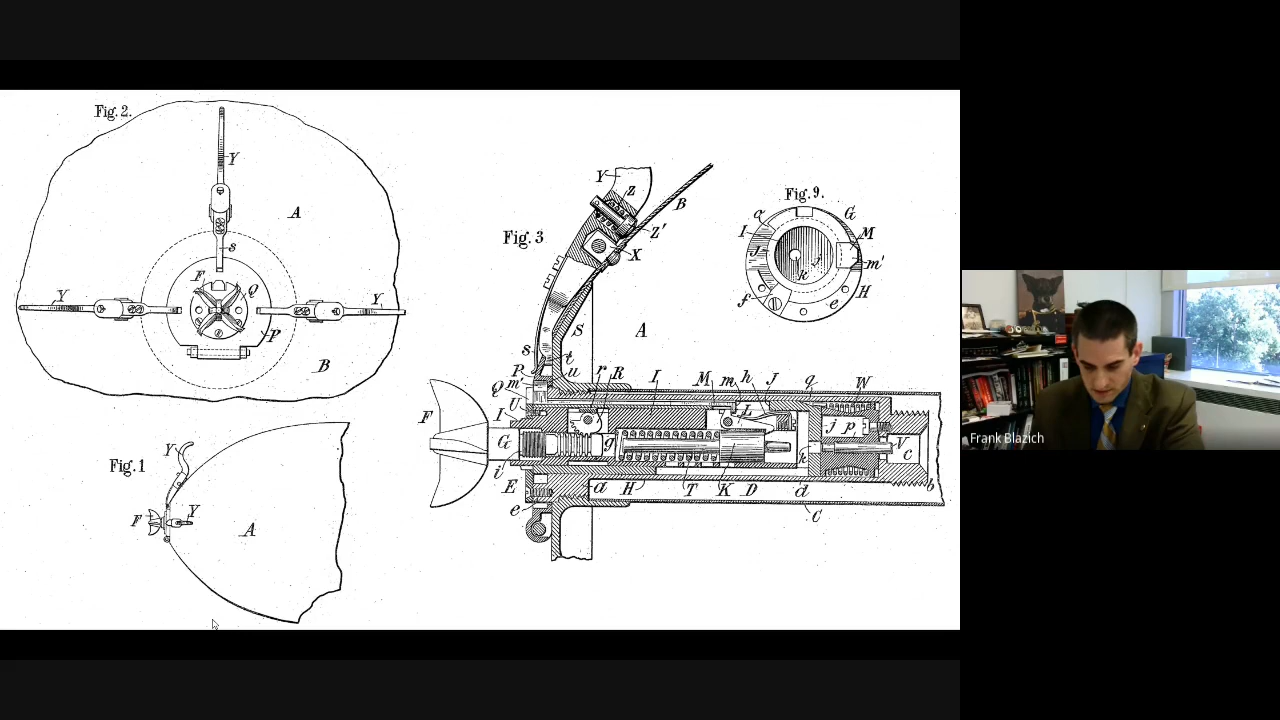 Fig. 2.
Y
A
s
F
Q
Y
Y
P
B
Fig. 1
Y
F
Y
A
Fig. 3
Y
z
B
Z'
X
S
A
s
t
P
u
r
R
I
M
m
h
J
q
W
Q
m'
U
I
L
F
G
g
j
p
V
c
k
i
E
a
H
T
K
D
d
b
e
C
Fig. 9.
a
G
I
M
J
j
m'
k
f
e
H
Frank Blazich